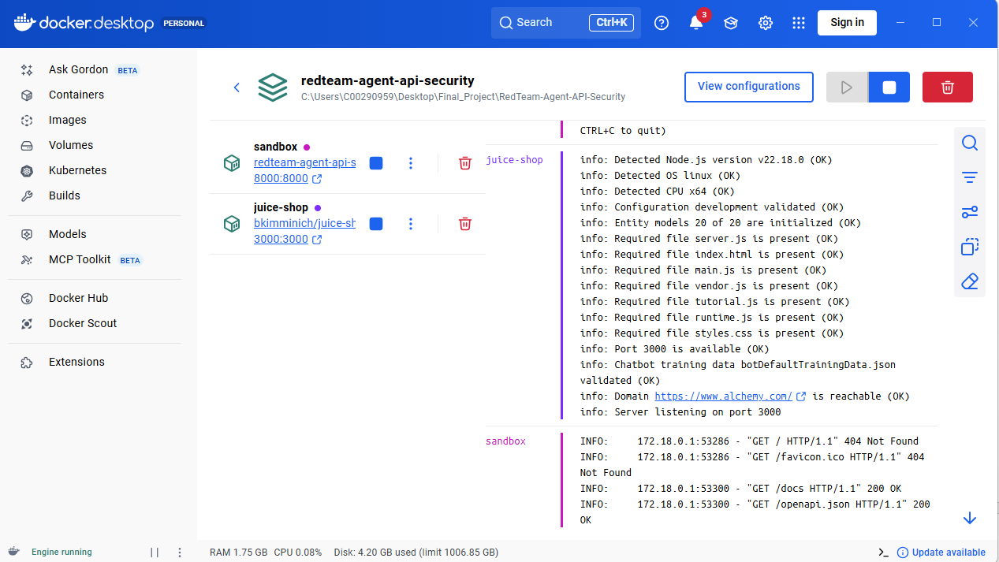 docker.desktop PERSONAL
Search Ctrl+K
3
Sign in
Ask Gordon BETA
Containers
Images
Volumes
Kubernetes
Builds
Models
MCP Toolkit BETA
Docker Hub
Docker Scout
Extensions
redteam-agent-api-security
C:\Users\C00290959\Desktop\Final_Project\RedTeam-Agent-API-Security
View configurations
sandbox
redteam-agent-api-s
8000:8000
juice-shop
bkimminich/juice-sh
3000:3000
CTRL+C to quit)
juice-shop
info: Detected Node.js version v22.18.0 (OK)
info: Detected OS linux (OK)
info: Detected CPU x64 (OK)
info: Configuration development validated (OK)
info: Entity models 20 of 20 are initialized (OK)
info: Required file server.js is present (OK)
info: Required file index.html is present (OK)
info: Required file main.js is present (OK)
info: Required file vendor.js is present (OK)
info: Required file tutorial.js is present (OK)
info: Required file runtime.js is present (OK)
info: Required file styles.css is present (OK)
info: Port 3000 is available (OK)
info: Chatbot training data botDefaultTrainingData.json
validated (OK)
info: Domain https://www.alchemy.com/ is reachable (OK)
info: Server listening on port 3000
sandbox
INFO:     172.18.0.1:53286 - "GET / HTTP/1.1" 404 Not Found
INFO:     172.18.0.1:53286 - "GET /favicon.ico HTTP/1.1" 404
Not Found
INFO:     172.18.0.1:53300 - "GET /docs HTTP/1.1" 200 OK
INFO:     172.18.0.1:53300 - "GET /openapi.json HTTP/1.1" 200
OK
Engine running
RAM 1.75 GB CPU 0.08% Disk: 4.20 GB used (limit 1006.85 GB)
Update available